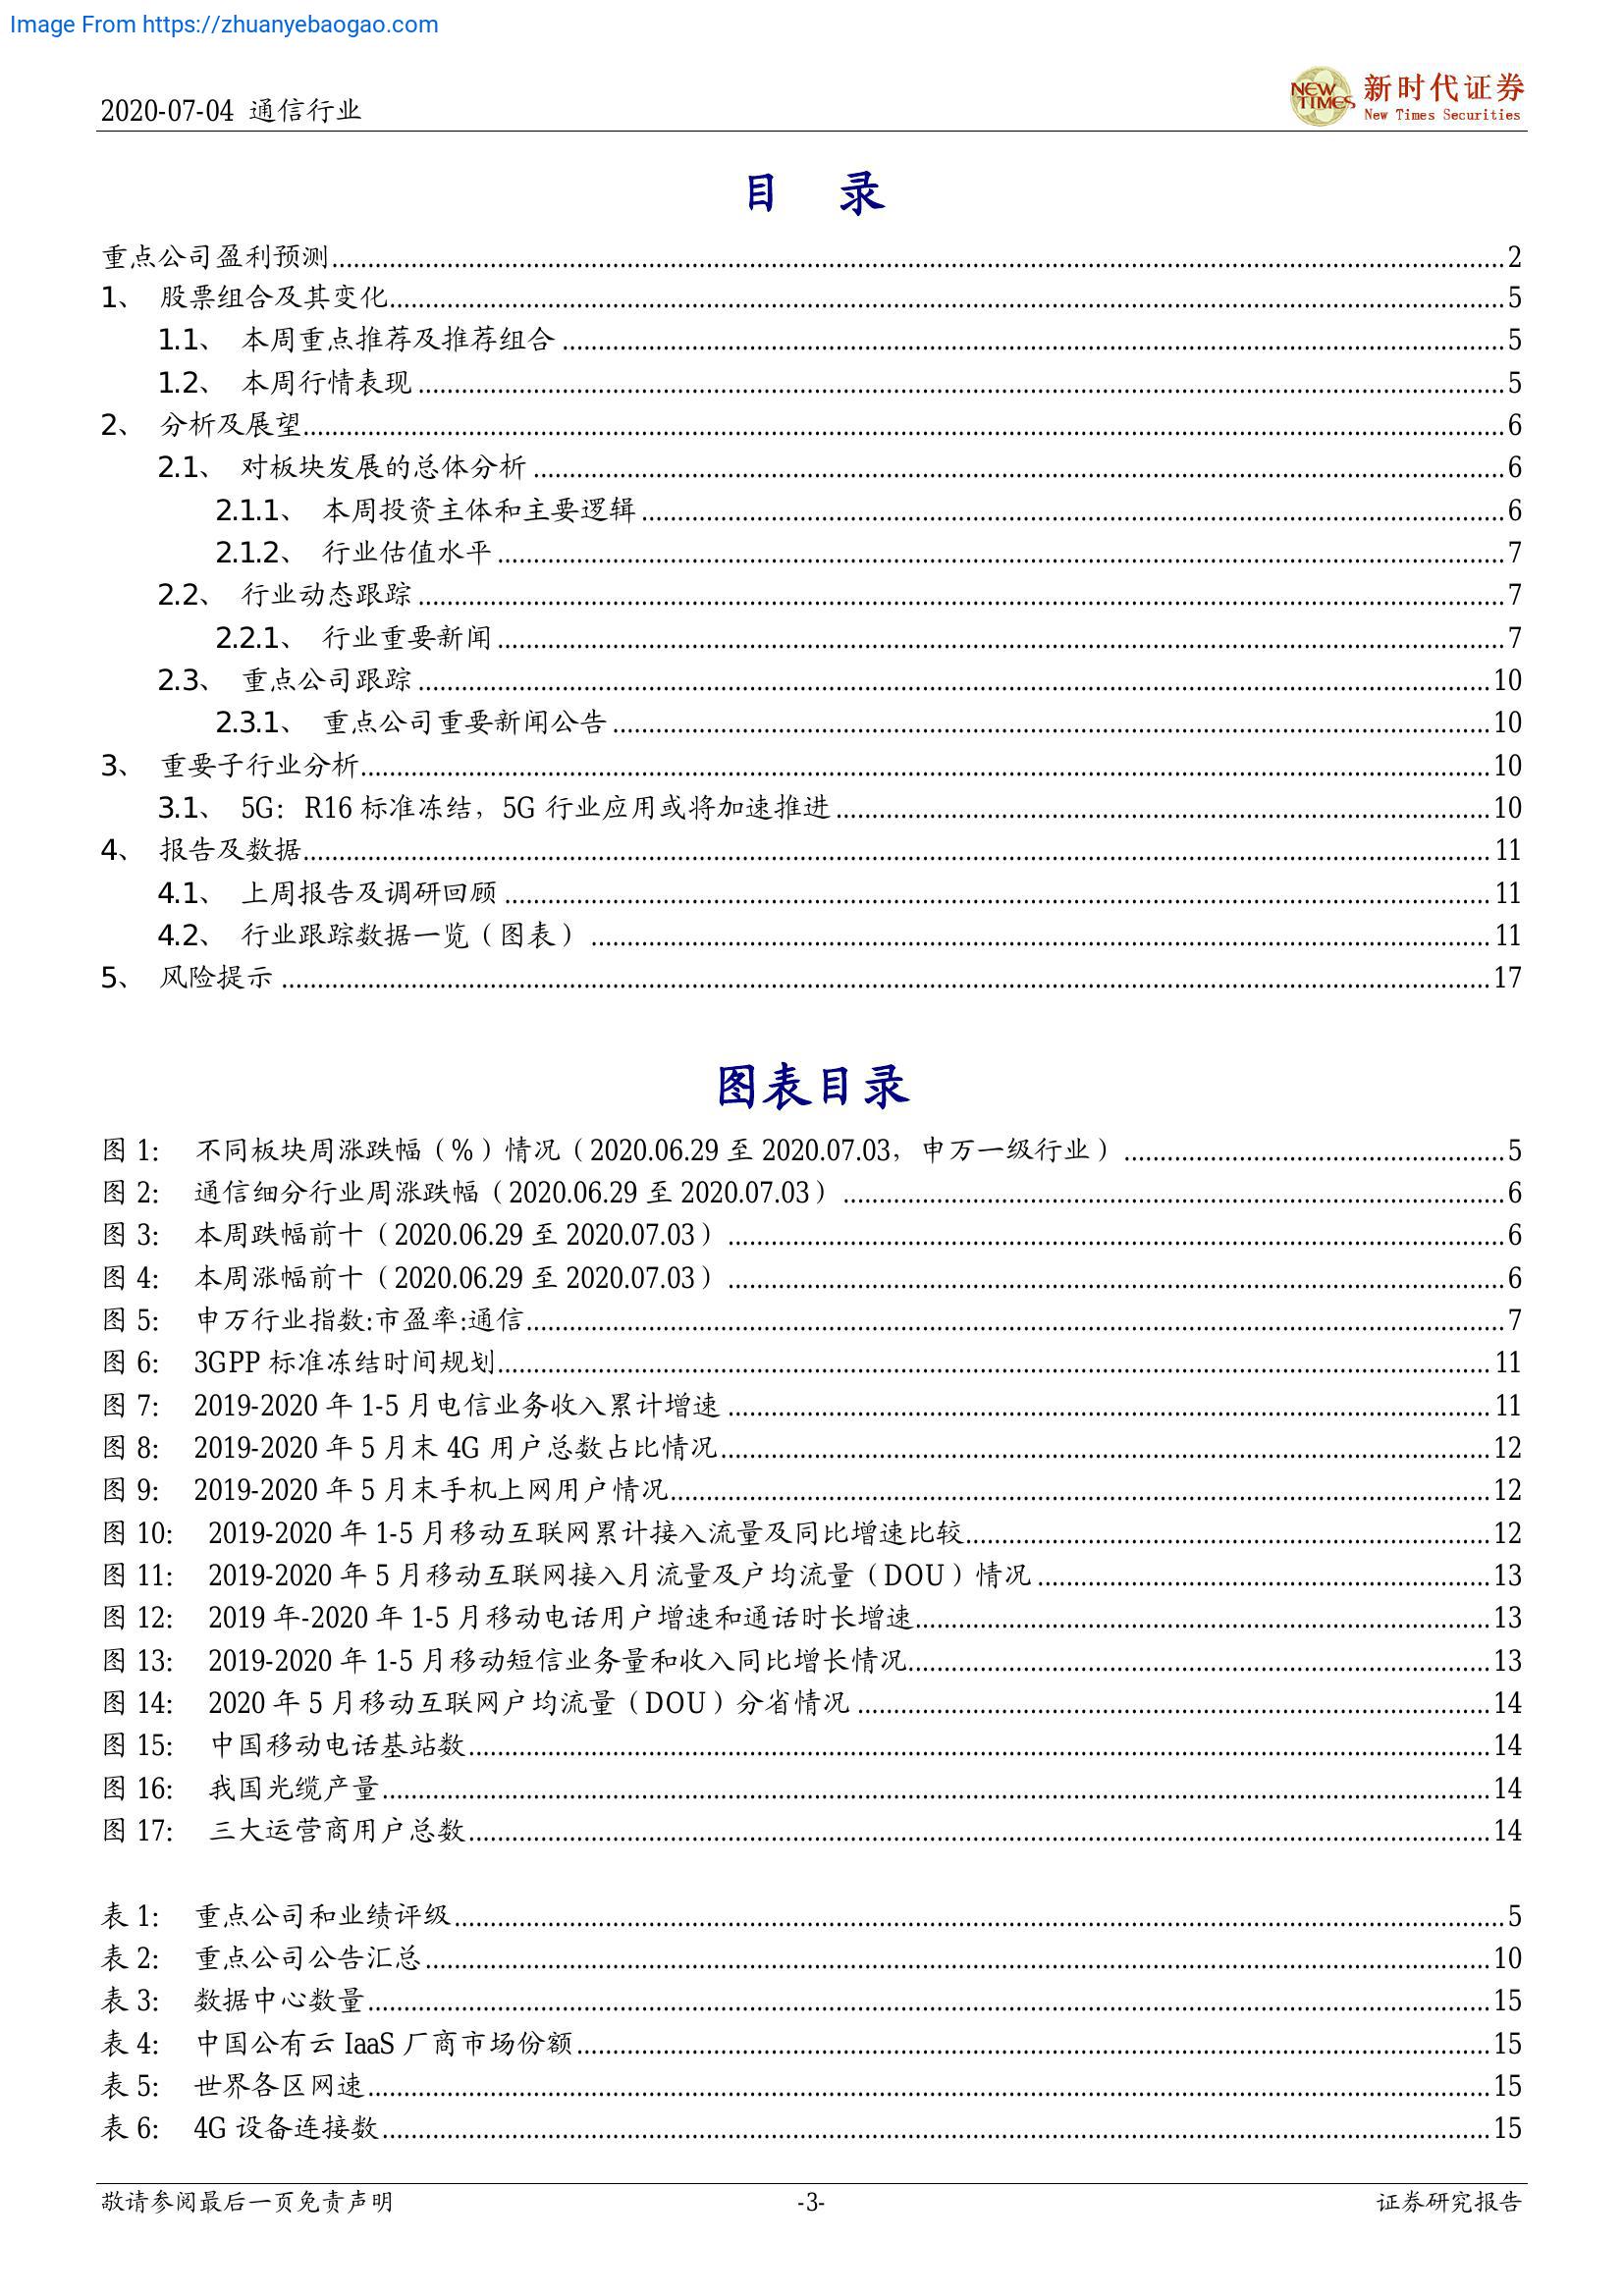 Image From https://zhuanyebaogao.com
2020-07-04 通信行业
NEW TIMES 新时代证券
New Times Securities
目 录
重点公司盈利预测 2
1、 股票组合及其变化 5
1.1、 本周重点推荐及推荐组合 5
1.2、 本周行情表现 5
2、 分析及展望 6
2.1、 对板块发展的总体分析 6
2.1.1、 本周投资主体和主要逻辑 6
2.1.2、 行业估值水平 7
2.2、 行业动态跟踪 7
2.2.1、 行业重要新闻 7
2.3、 重点公司跟踪 10
2.3.1、 重点公司重要新闻公告 10
3、 重要子行业分析 10
3.1、 5G：R16 标准冻结，5G 行业应用或将加速推进 10
4、 报告及数据 11
4.1、 上周报告及调研回顾 11
4.2、 行业跟踪数据一览（图表） 11
5、 风险提示 17
图表目录
图 1: 不同板块周涨跌幅（%）情况（2020.06.29 至 2020.07.03，申万一级行业） 5
图 2: 通信细分行业周涨跌幅（2020.06.29 至 2020.07.03） 6
图 3: 本周跌幅前十（2020.06.29 至 2020.07.03） 6
图 4: 本周涨幅前十（2020.06.29 至 2020.07.03） 6
图 5: 申万行业指数:市盈率:通信 7
图 6: 3GPP 标准冻结时间规划 11
图 7: 2019-2020 年 1-5 月电信业务收入累计增速 11
图 8: 2019-2020 年 5 月末 4G 用户总数占比情况 12
图 9: 2019-2020 年 5 月末手机上网用户情况 12
图 10: 2019-2020 年 1-5 月移动互联网累计接入流量及同比增速比较 12
图 11: 2019-2020 年 5 月移动互联网接入月流量及户均流量（DOU）情况 13
图 12: 2019 年-2020 年 1-5 月移动电话用户增速和通话时长增速 13
图 13: 2019-2020 年 1-5 月移动短信业务量和收入同比增长情况 13
图 14: 2020 年 5 月移动互联网户均流量（DOU）分省情况 14
图 15: 中国移动电话基站数 14
图 16: 我国光缆产量 14
图 17: 三大运营商用户总数 14
表 1: 重点公司和业绩评级 5
表 2: 重点公司公告汇总 10
表 3: 数据中心数量 15
表 4: 中国公有云 IaaS 厂商市场份额 15
表 5: 世界各区网速 15
表 6: 4G 设备连接数 15
敬请参阅最后一页免责声明 -3- 证券研究报告